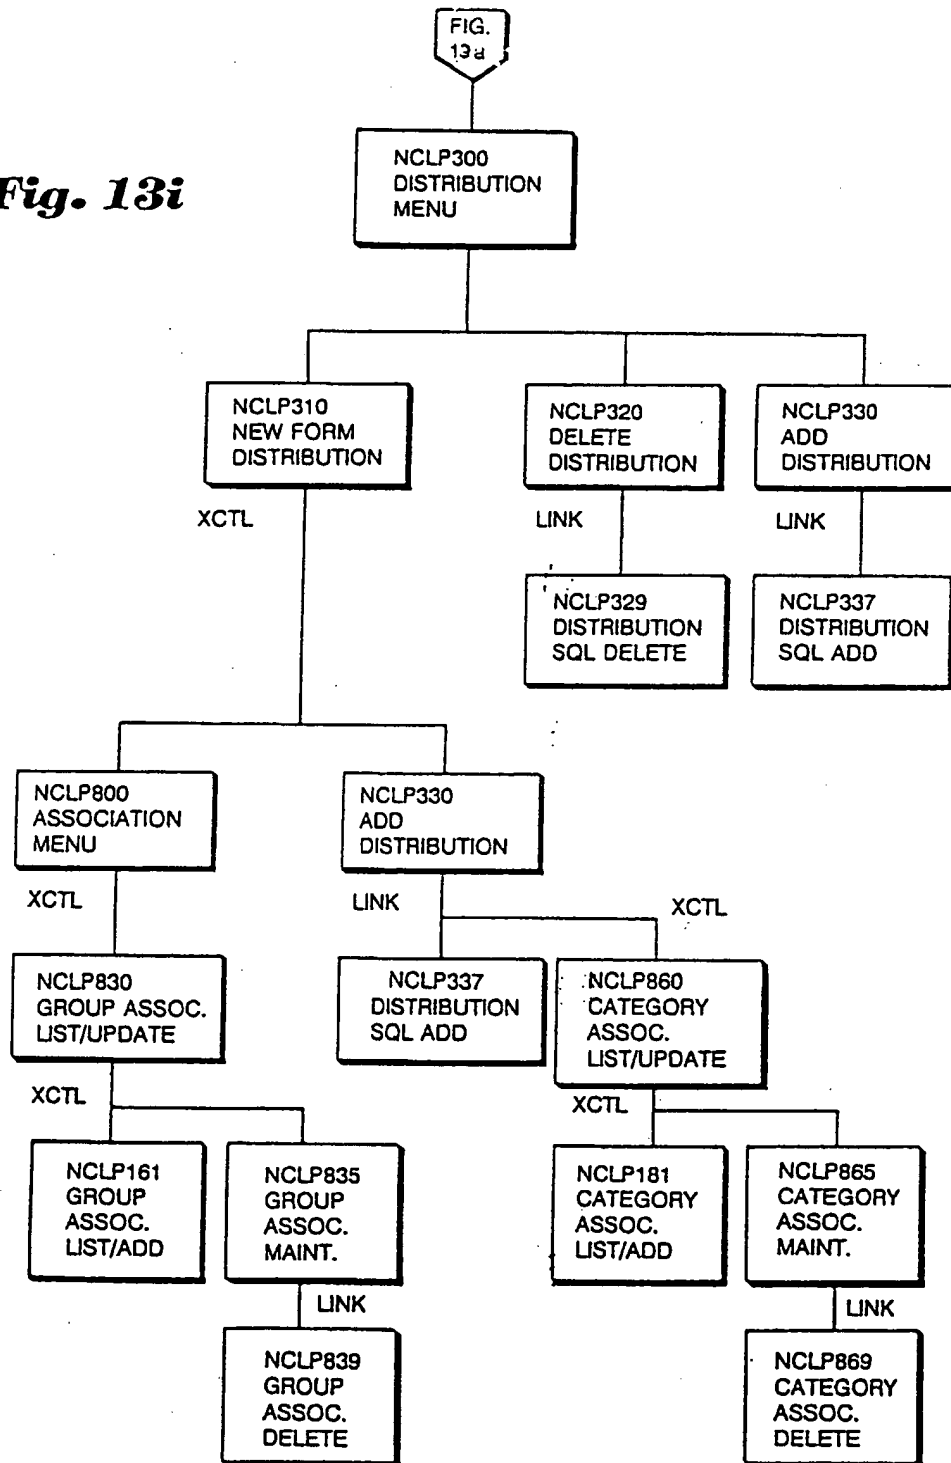 FIG.
13a
Fig. 13i
NCLP300
DISTRIBUTION
MENU
NCLP310
NEW FORM
DISTRIBUTION
NCLP320
DELETE
DISTRIBUTION
NCLP330
ADD
DISTRIBUTION
XCTL
LINK
LINK
NCLP329
DISTRIBUTION
SQL DELETE
NCLP337
DISTRIBUTION
SQL ADD
NCLP800
ASSOCIATION
MENU
NCLP330
ADD
DISTRIBUTION
XCTL
LINK
XCTL
NCLP830
GROUP ASSOC.
LIST/UPDATE
NCLP337
DISTRIBUTION
SQL ADD
NCLP860
CATEGORY
ASSOC.
LIST/UPDATE
XCTL
XCTL
NCLP161
GROUP
ASSOC.
LIST/ADD
NCLP835
GROUP
ASSOC.
MAINT.
NCLP181
CATEGORY
ASSOC.
LIST/ADD
NCLP865
CATEGORY
ASSOC.
MAINT.
LINK
LINK
NCLP839
GROUP
ASSOC.
DELETE
NCLP869
CATEGORY
ASSOC.
DELETE